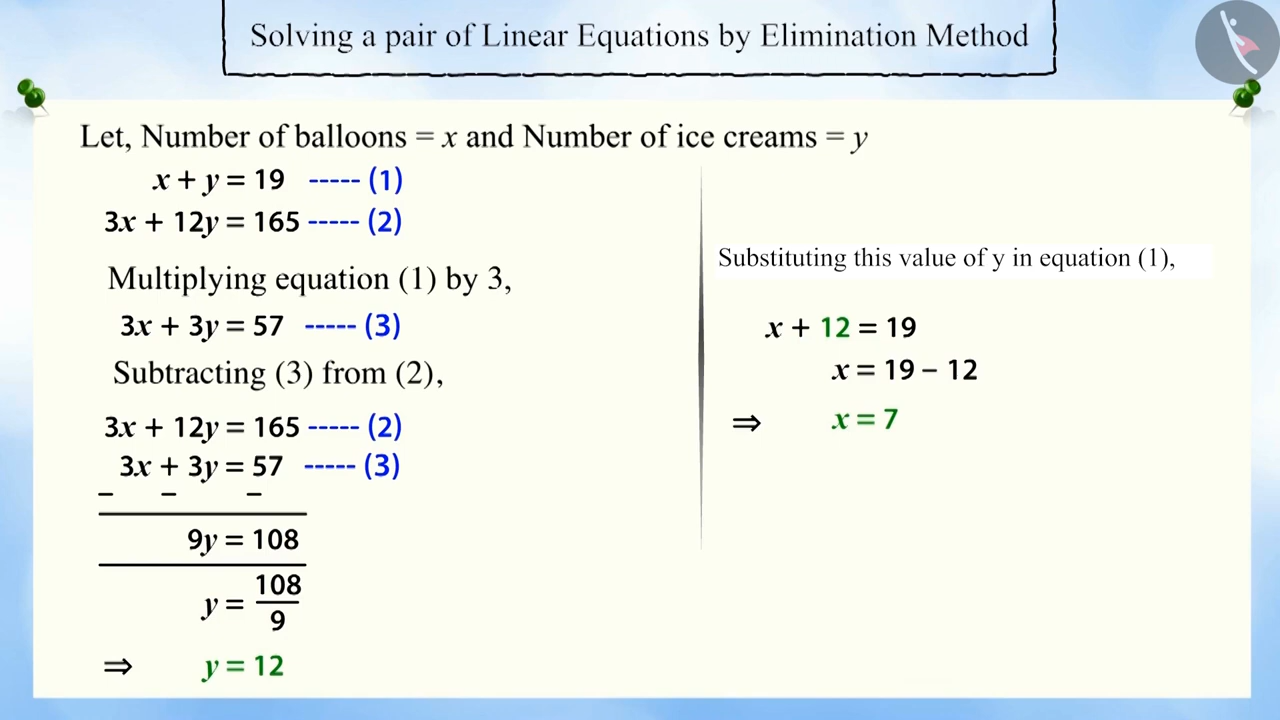 Solving a pair of Linear Equations by Elimination Method
Let, Number of balloons = x and Number of ice creams = y
x + y = 19 ----- (1)
3x + 12y = 165 ----- (2)
Multiplying equation (1) by 3,
3x + 3y = 57 ----- (3)
Subtracting (3) from (2),
3x + 12y = 165 ----- (2)
3x + 3y = 57 ----- (3)
– – –
9y = 108
y = 108/9
⇒ y = 12
Substituting this value of y in equation (1),
x + 12 = 19
x = 19 – 12
⇒ x = 7